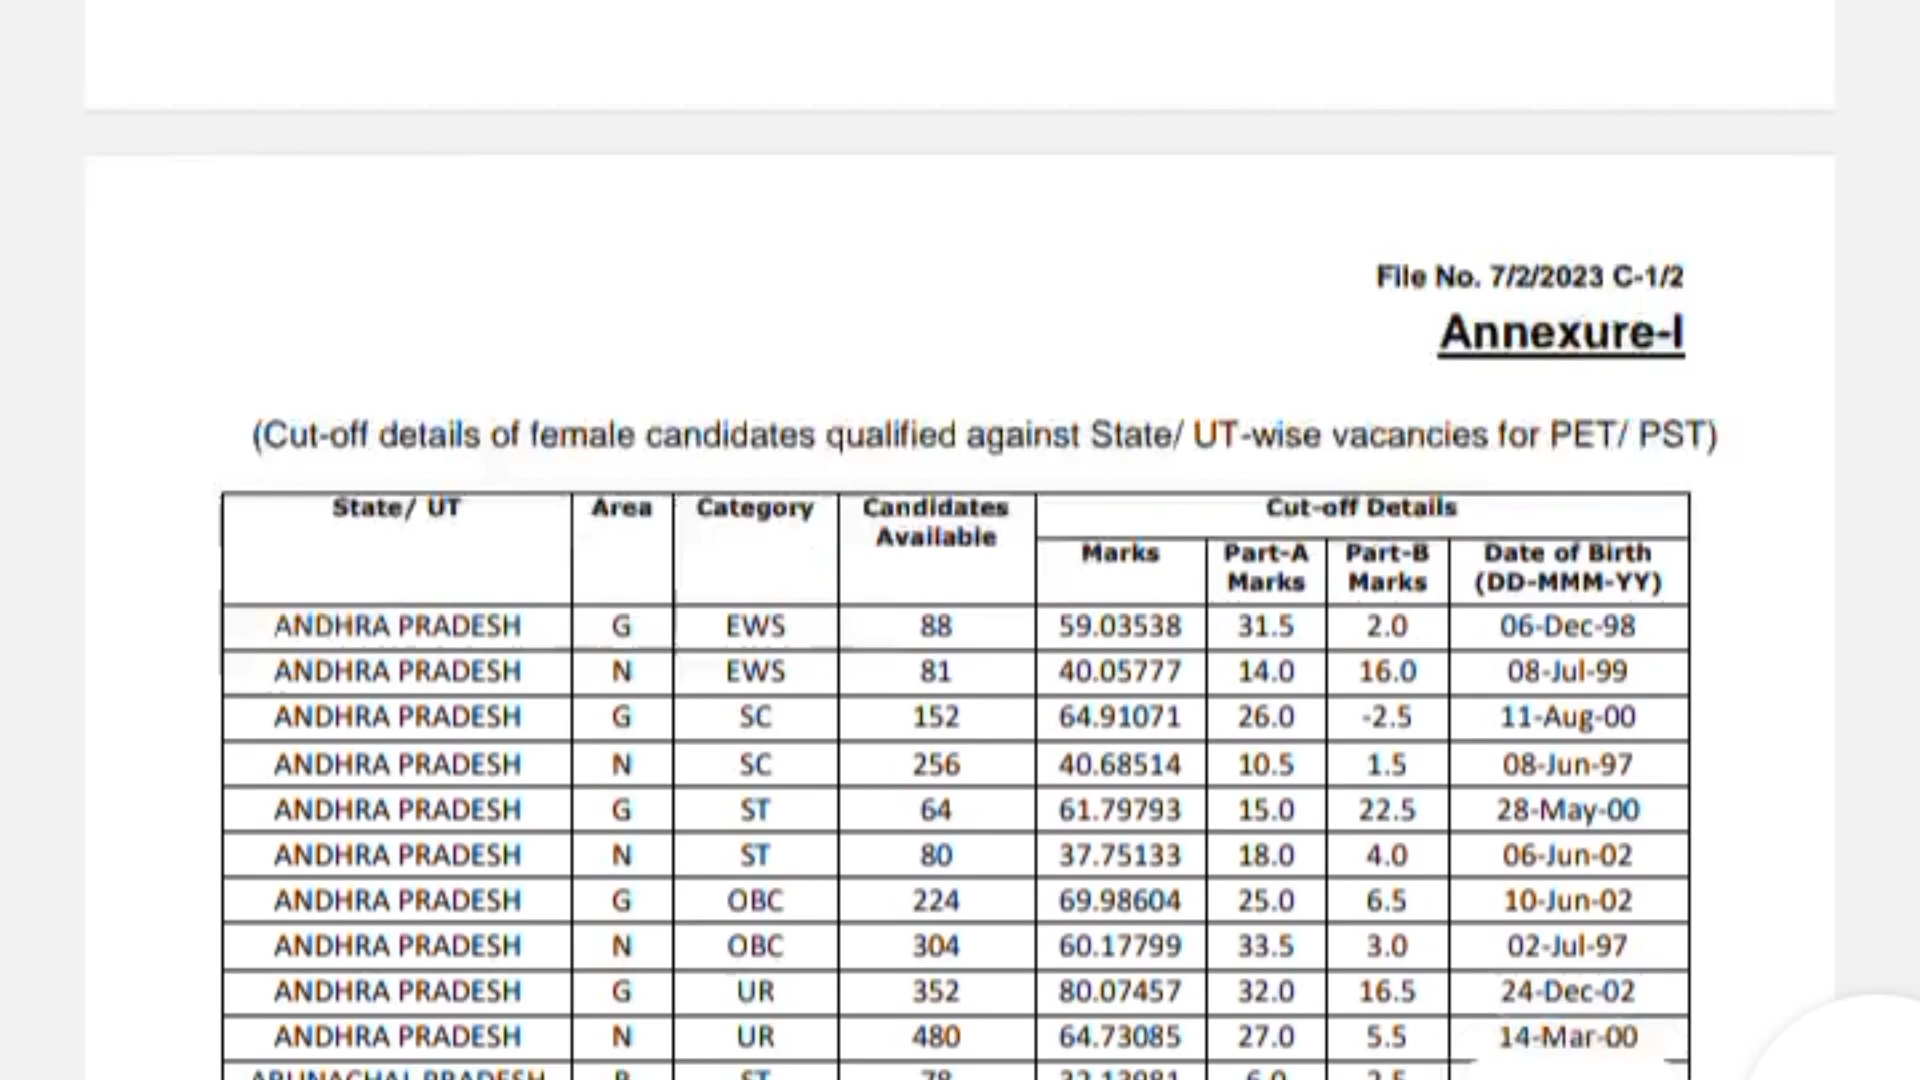 File No. 7/2/2023 C-1/2
Annexure-I
(Cut-off details of female candidates qualified against State/ UT-wise vacancies for PET/ PST)
State/ UT Area Category Candidates Available Cut-off Details
Marks Part-A Marks Part-B Marks Date of Birth (DD-MMM-YY)
ANDHRA PRADESH G EWS 88 59.03538 31.5 2.0 06-Dec-98
ANDHRA PRADESH N EWS 81 40.05777 14.0 16.0 08-Jul-99
ANDHRA PRADESH G SC 152 64.91071 26.0 -2.5 11-Aug-00
ANDHRA PRADESH N SC 256 40.68514 10.5 1.5 08-Jun-97
ANDHRA PRADESH G ST 64 61.79793 15.0 22.5 28-May-00
ANDHRA PRADESH N ST 80 37.75133 18.0 4.0 06-Jun-02
ANDHRA PRADESH G OBC 224 69.98604 25.0 6.5 10-Jun-02
ANDHRA PRADESH N OBC 304 60.17799 33.5 3.0 02-Jul-97
ANDHRA PRADESH G UR 352 80.07457 32.0 16.5 24-Dec-02
ANDHRA PRADESH N UR 480 64.73085 27.0 5.5 14-Mar-00
ARUNACHAL PRADESH ST 78